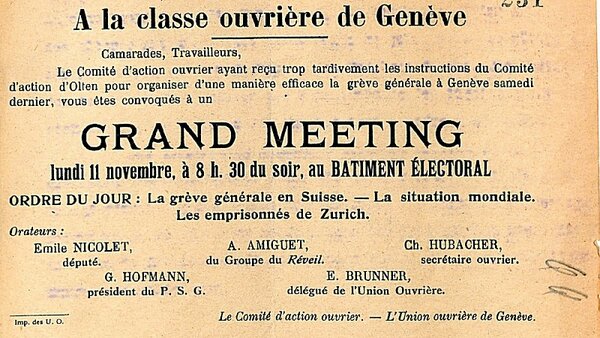 231
A la classe ouvrière de Genève
Camarades, Travailleurs,
Le Comité d'action ouvrier ayant reçu trop tardivement les instructions du Comité
d'action d'Olten pour organiser d'une manière efficace la grève générale à Genève samedi
dernier, vous êtes convoqués à un
GRAND MEETING
lundi 11 novembre, à 8 h. 30 du soir, au BATIMENT ÉLECTORAL
ORDRE DU JOUR : La grève générale en Suisse. — La situation mondiale.
Les emprisonnés de Zurich.
Orateurs :
Emile NICOLET, A. AMIGUET, Ch. HUBACHER,
député. du Groupe du Réveil. secrétaire ouvrier.
G. HOFMANN, E. BRUNNER,
président du P. S. G. délégué de l'Union Ouvrière.
Imp. des U. O. Le Comité d'action ouvrier. — L'Union ouvrière de Genève.